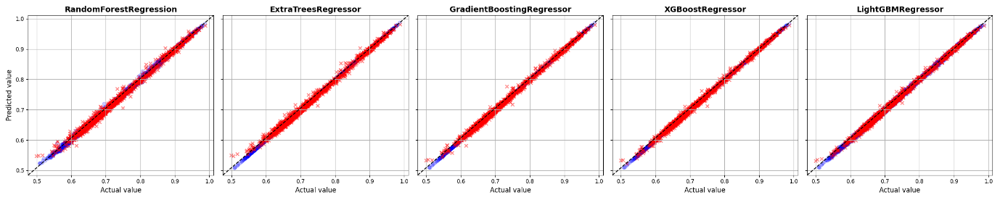 RandomForestRegression
ExtraTreesRegressor
GradientBoostingRegressor
XGBoostRegressor
LightGBMRegressor
Predicted value
1.0
0.9
0.8
0.7
0.6
0.5
0.5 0.6 0.7 0.8 0.9 1.0
0.5 0.6 0.7 0.8 0.9 1.0
0.5 0.6 0.7 0.8 0.9 1.0
0.5 0.6 0.7 0.8 0.9 1.0
0.5 0.6 0.7 0.8 0.9 1.0
Actual value
Actual value
Actual value
Actual value
Actual value